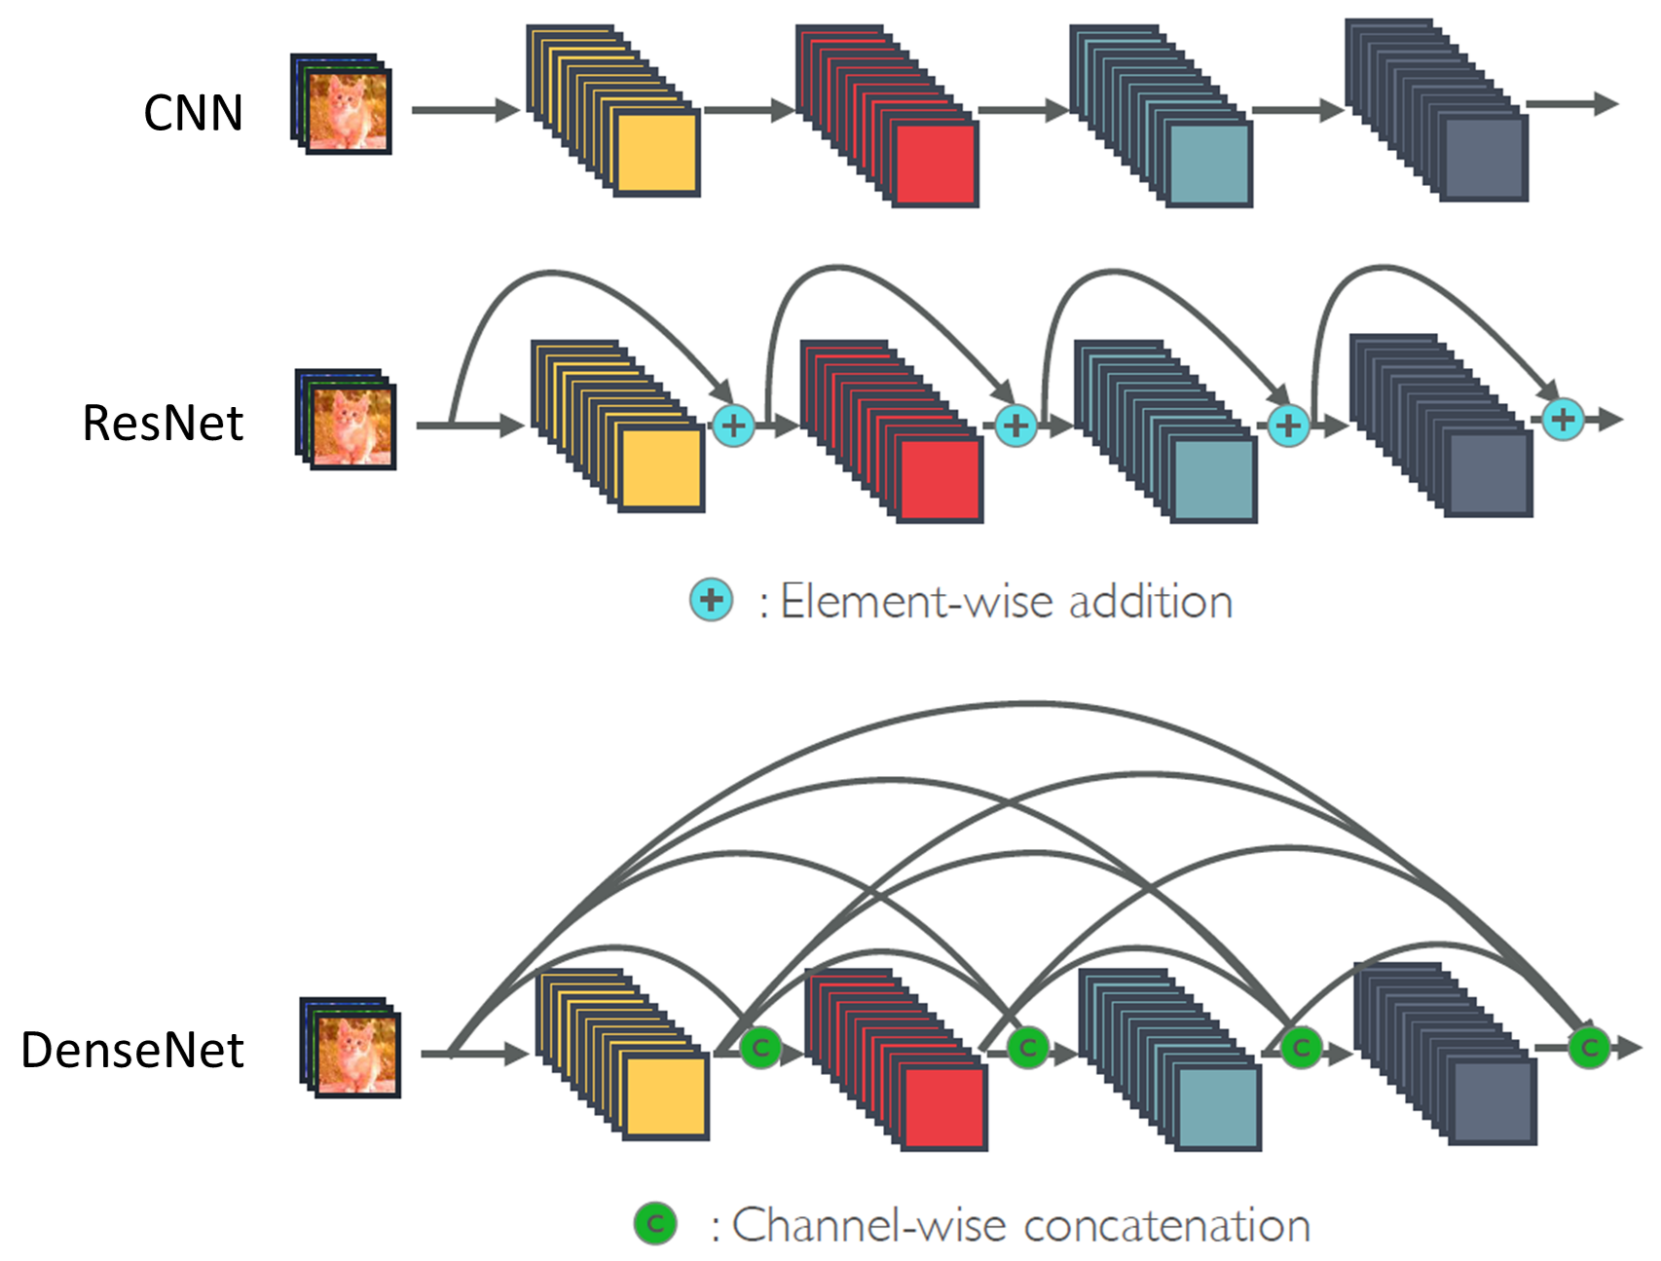 CNN
ResNet
+ + + +
+ : Element-wise addition
DenseNet
C C C C
C : Channel-wise concatenation